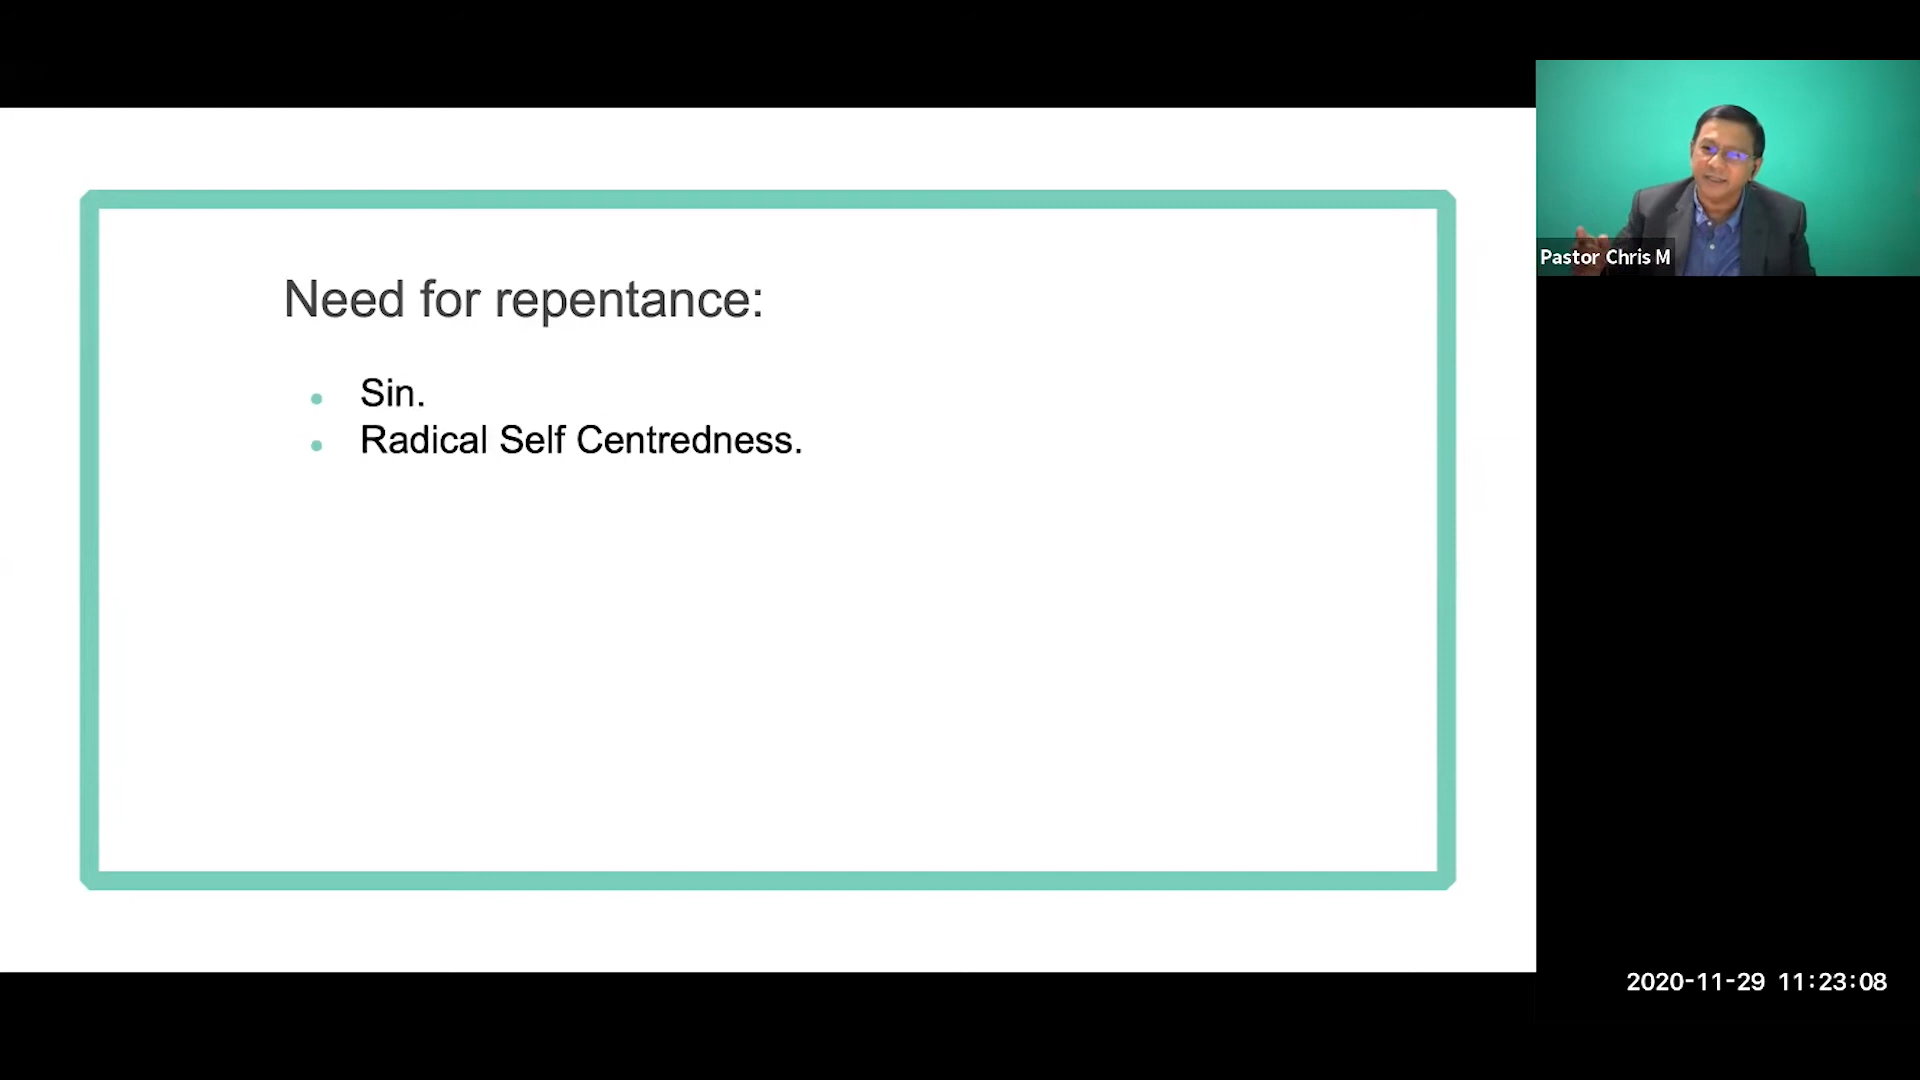 Need for repentance:
Sin.
Radical Self Centredness.
Pastor Chris M
2020-11-29 11:23:08